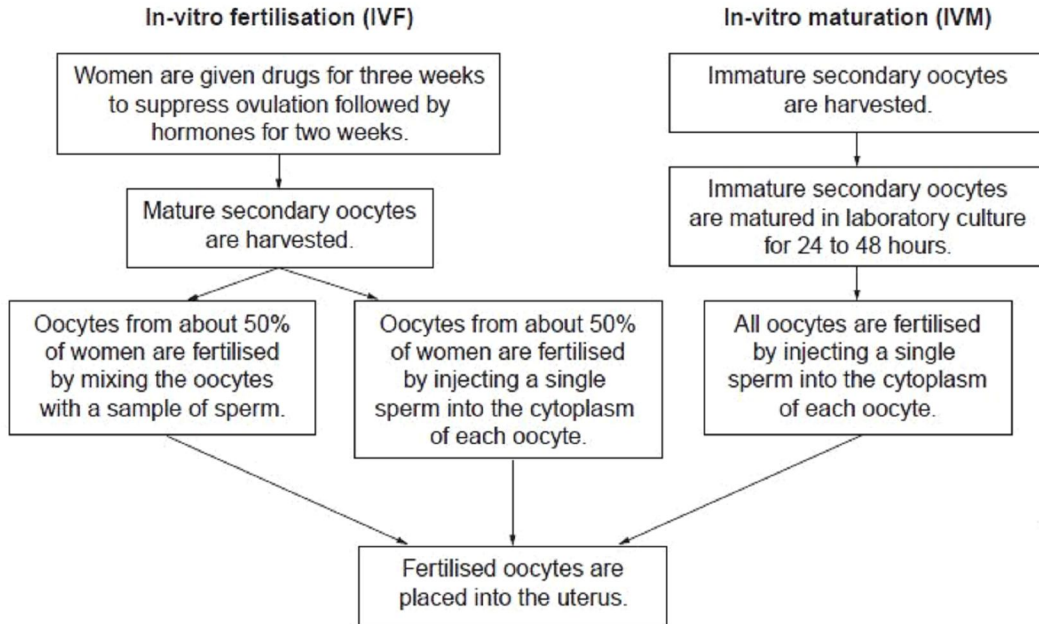 In-vitro fertilisation (IVF)
Women are given drugs for three weeks
to suppress ovulation followed by
hormones for two weeks.
Mature secondary oocytes
are harvested.
Oocytes from about 50%
of women are fertilised
by mixing the oocytes
with a sample of sperm.
Oocytes from about 50%
of women are fertilised
by injecting a single
sperm into the cytoplasm
of each oocyte.
In-vitro maturation (IVM)
Immature secondary oocytes
are harvested.
Immature secondary oocytes
are matured in laboratory culture
for 24 to 48 hours.
All oocytes are fertilised
by injecting a single
sperm into the cytoplasm
of each oocyte.
Fertilised oocytes are
placed into the uterus.